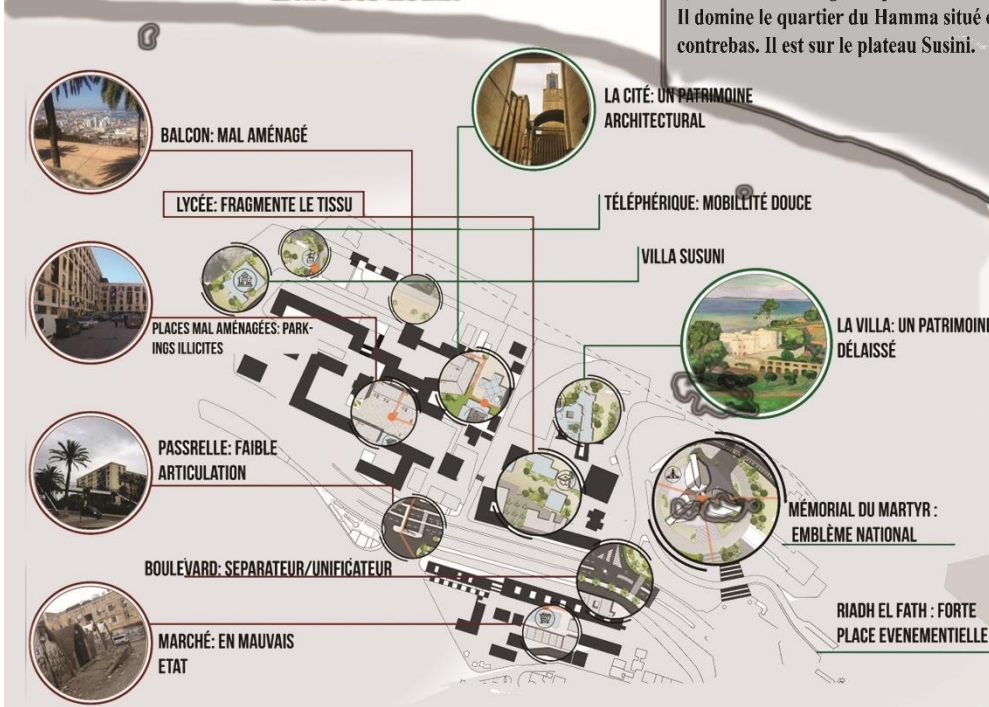 Il domine le quartier du Hamma situé
contrebas. Il est sur le plateau Susini.
BALCON: MAL AMÉNAGÉ
LA CITÉ: UN PATRIMOINE
ARCHITECTURAL
LYCÉE: FRAGMENTE LE TISSU
TÉLÉPHÉRIQUE: MOBILLITÉ DOUCE
VILLA SUSUNI
PLACES MAL AMÉNAGÉES: PARK-
INGS ILLICITES
LA VILLA: UN PATRIMOINE
DÉLAISSÉ
PASSRELLE: FAIBLE
ARTICULATION
MÉMORIAL DU MARTYR :
EMBLÈME NATIONAL
BOULEVARD: SEPARATEUR/UNIFICATEUR
RIADH EL FATH : FORTE
PLACE EVENEMENTIELLE
MARCHÉ: EN MAUVAIS
ETAT